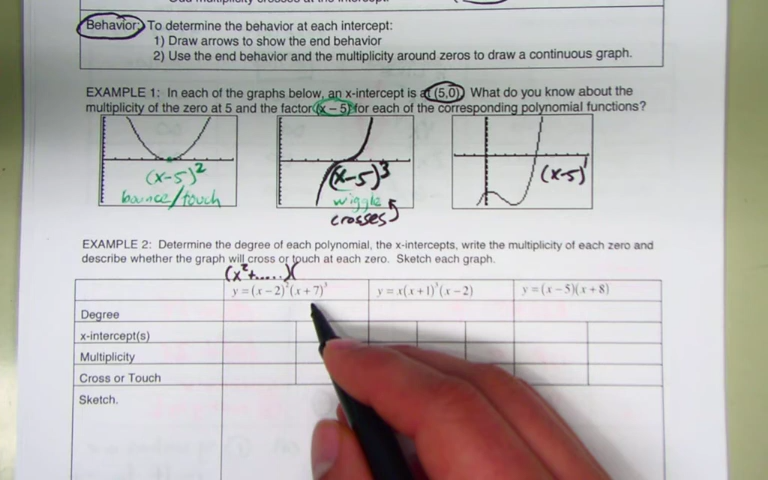 Behavior: To determine the behavior at each intercept:
1) Draw arrows to show the end behavior
2) Use the end behavior and the multiplicity around zeros to draw a continuous graph.
EXAMPLE 1: In each of the graphs below, an x-intercept is at (5,0). What do you know about the
multiplicity of the zero at 5 and the factor (x – 5) for each of the corresponding polynomial functions?
(x-5)²
bounce/touch
(x-5)³
wiggle
crosses
(x-5)¹
EXAMPLE 2: Determine the degree of each polynomial, the x-intercepts, write the multiplicity of each zero and
describe whether the graph will cross or touch at each zero. Sketch each graph.
(x²+.....)(
y = (x – 2)²(x + 7)³ y = x(x + 1)³(x – 2) y = (x – 5)(x + 8)
Degree
x-intercept(s)
Multiplicity
Cross or Touch
Sketch.